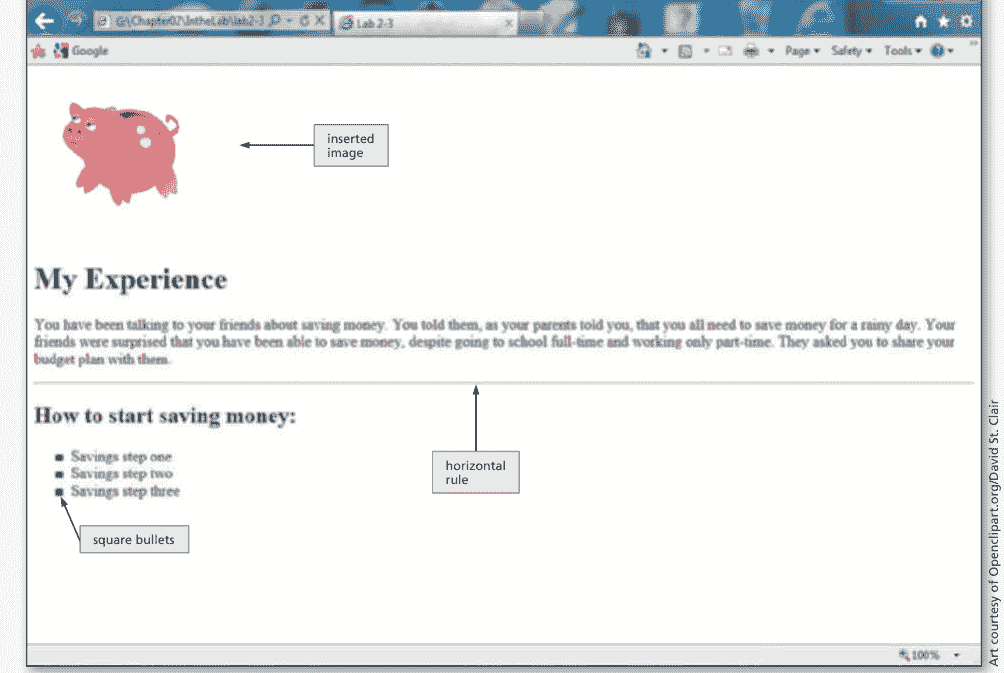 G:\Chapter02\IntheLab\lab2-3
Lab 2-3
Google
Page Safety Tools
inserted
image
My Experience
You have been talking to your friends about saving money. You told them, as your parents told you, that you all need to save money for a rainy day. Your
friends were surprised that you have been able to save money, despite going to school full-time and working only part-time. They asked you to share your
budget plan with them.
How to start saving money:
Savings step one
Savings step two
Savings step three
horizontal
rule
square bullets
100%
Art courtesy of Openclipart.org/David St. Clair